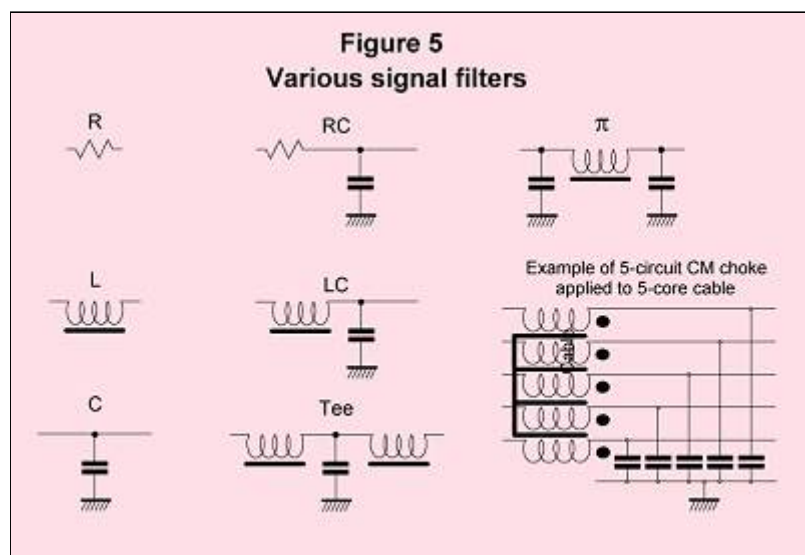 Figure 5
Various signal filters
R
RC
π
L
LC
Example of 5-circuit CM choke
applied to 5-core cable
C
Tee